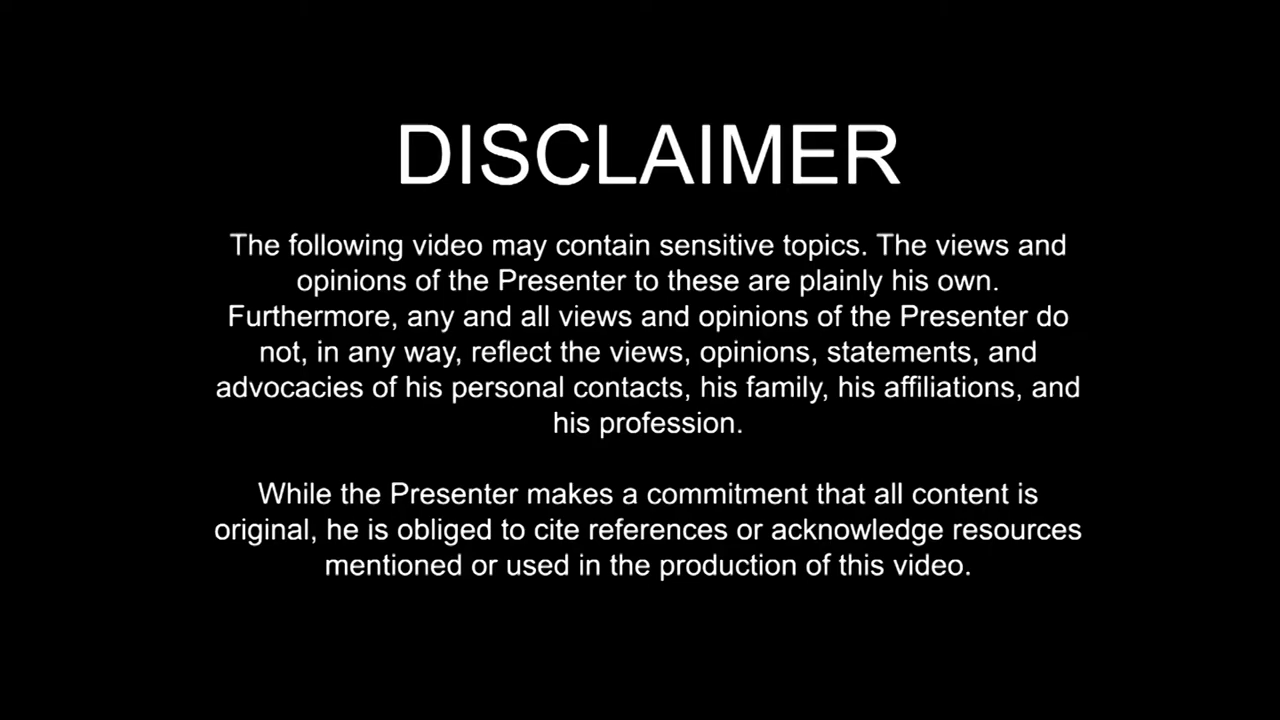 DISCLAIMER
The following video may contain sensitive topics. The views and
opinions of the Presenter to these are plainly his own.
Furthermore, any and all views and opinions of the Presenter do
not, in any way, reflect the views, opinions, statements, and
advocacies of his personal contacts, his family, his affiliations, and
his profession.
While the Presenter makes a commitment that all content is
original, he is obliged to cite references or acknowledge resources
mentioned or used in the production of this video.